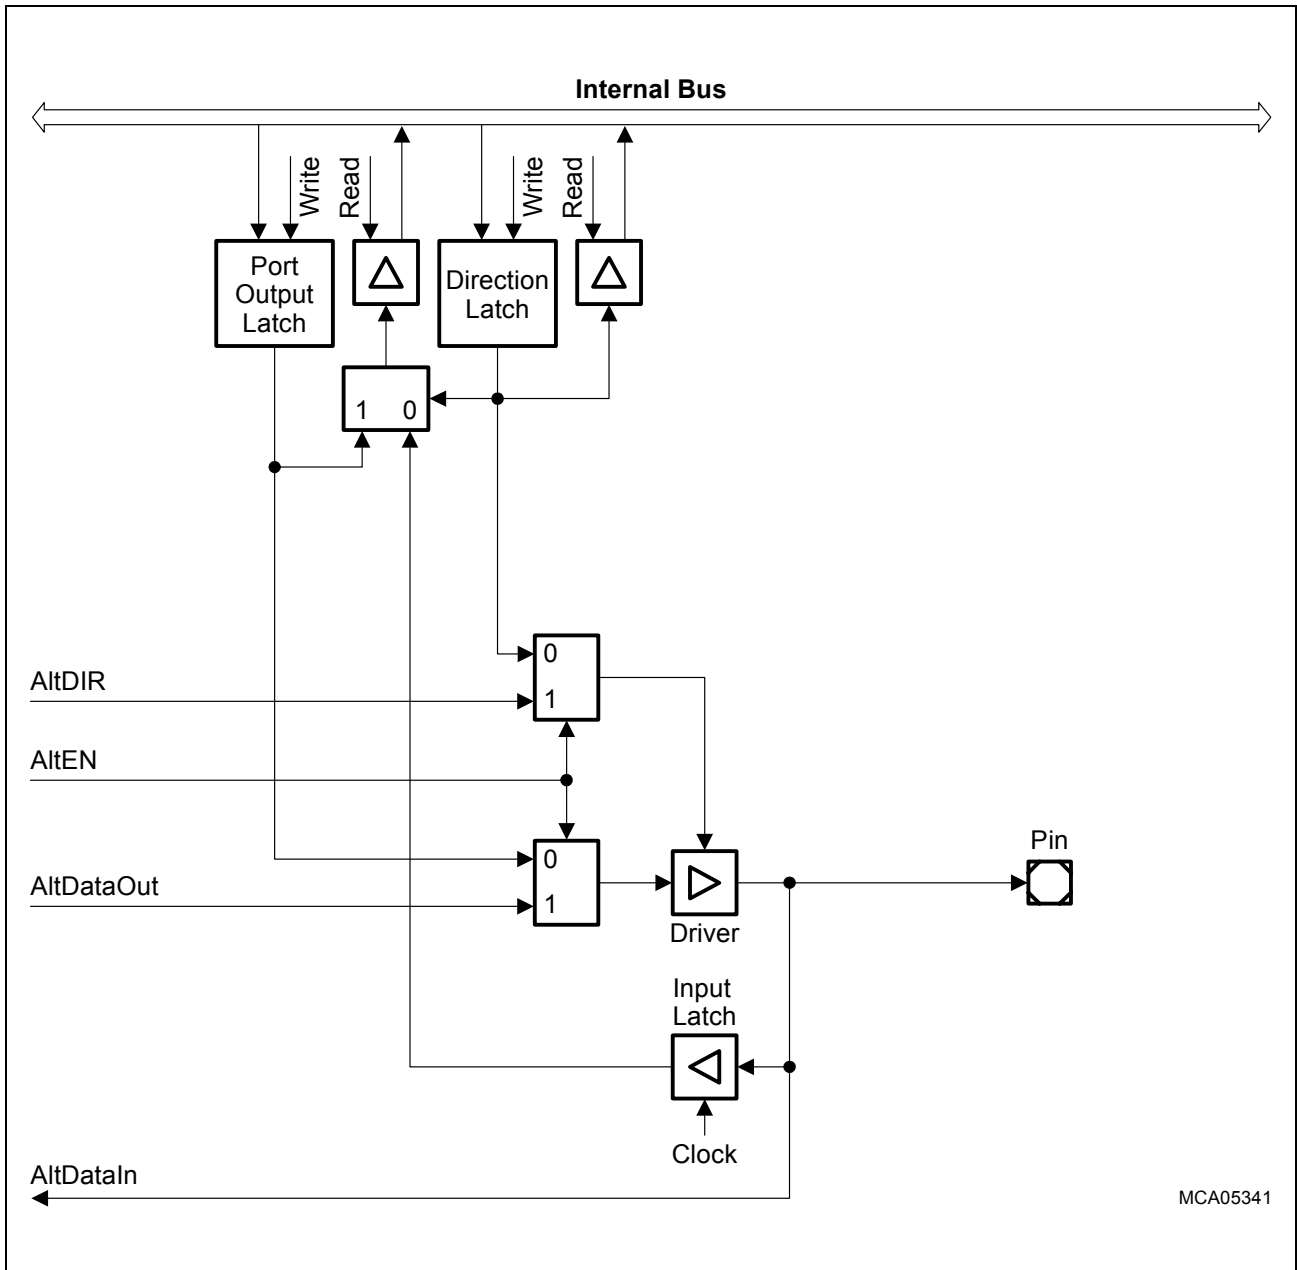 Internal Bus
Write
Read
Write
Read
Port
Output
Latch
Direction
Latch
1 0
0
AltDIR
1
AltEN
0
AltDataOut
1
Driver
Pin
Input
Latch
Clock
AltDataIn
MCA05341